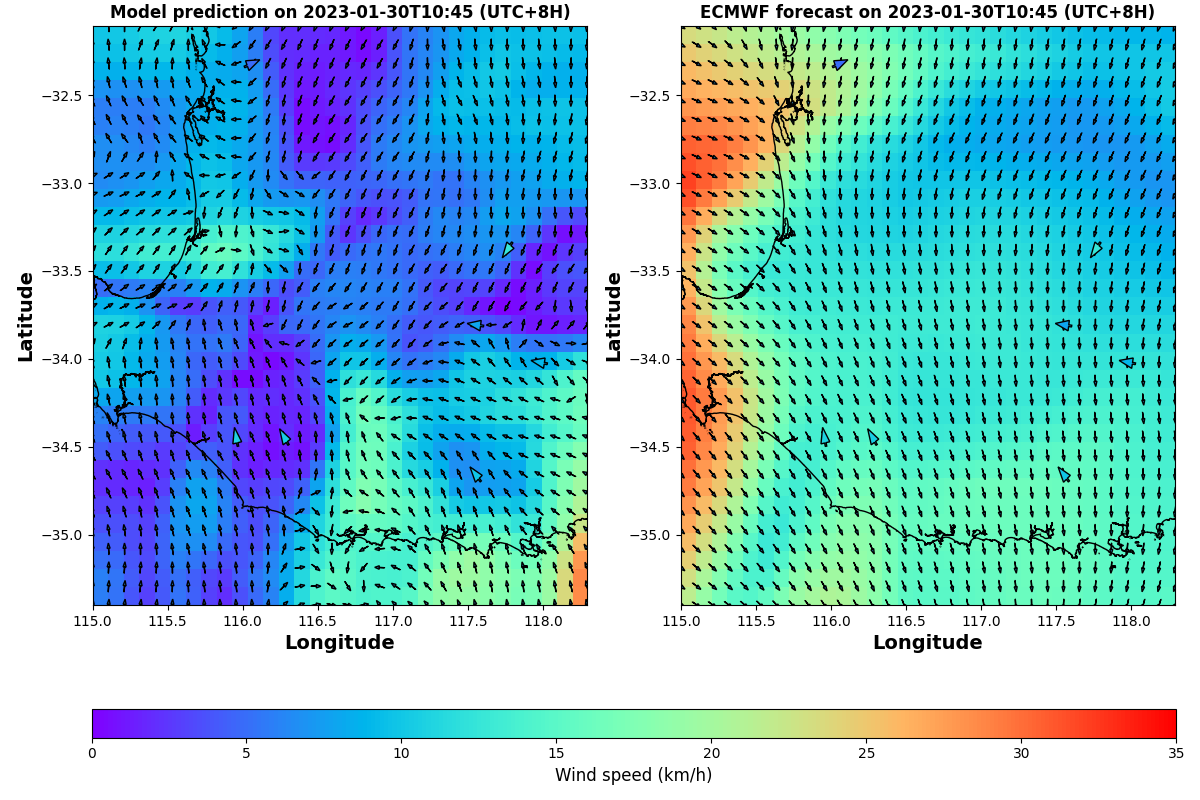 Model prediction on 2023-01-30T10:45 (UTC+8H)
ECMWF forecast on 2023-01-30T10:45 (UTC+8H)
Latitude
−32.5
−33.0
−33.5
−34.0
−34.5
−35.0
115.0 115.5 116.0 116.5 117.0 117.5 118.0
Longitude
Latitude
−32.5
−33.0
−33.5
−34.0
−34.5
−35.0
115.0 115.5 116.0 116.5 117.0 117.5 118.0
Longitude
0 5 10 15 20 25 30 35
Wind speed (km/h)